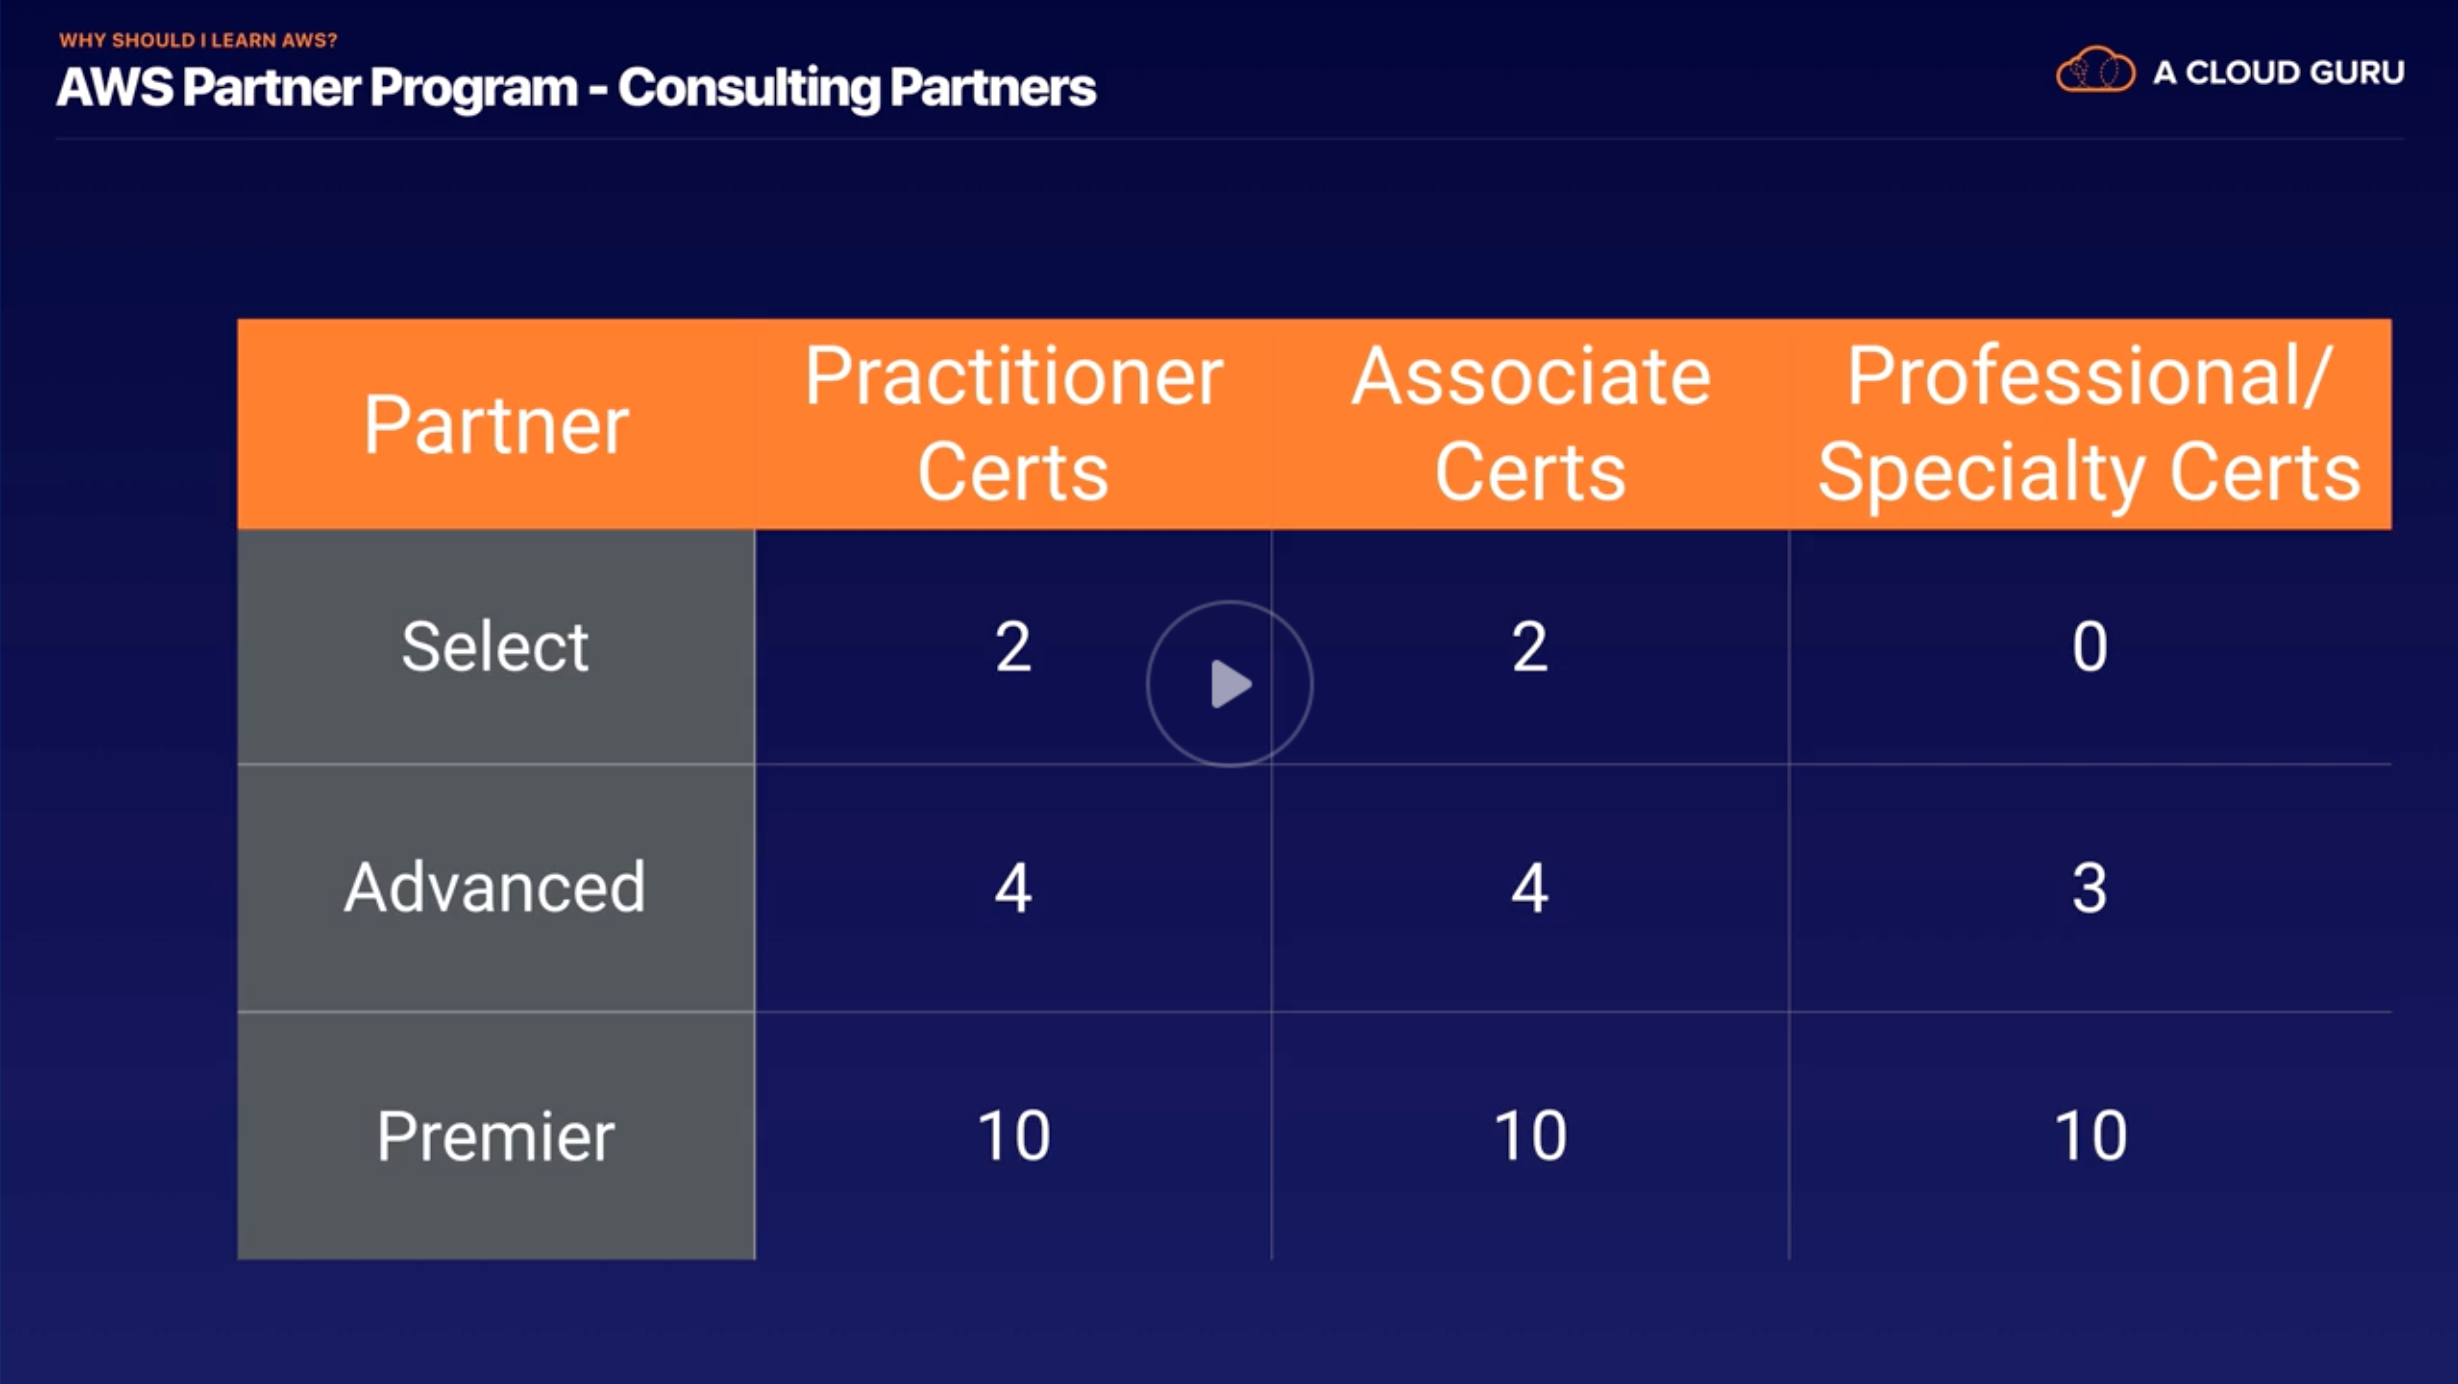 WHY SHOULD I LEARN AWS?
AWS Partner Program - Consulting Partners
A CLOUD GURU
Partner
Practitioner
Certs
Associate
Certs
Professional/
Specialty Certs
Select
2
2
0
Advanced
4
4
3
Premier
10
10
10